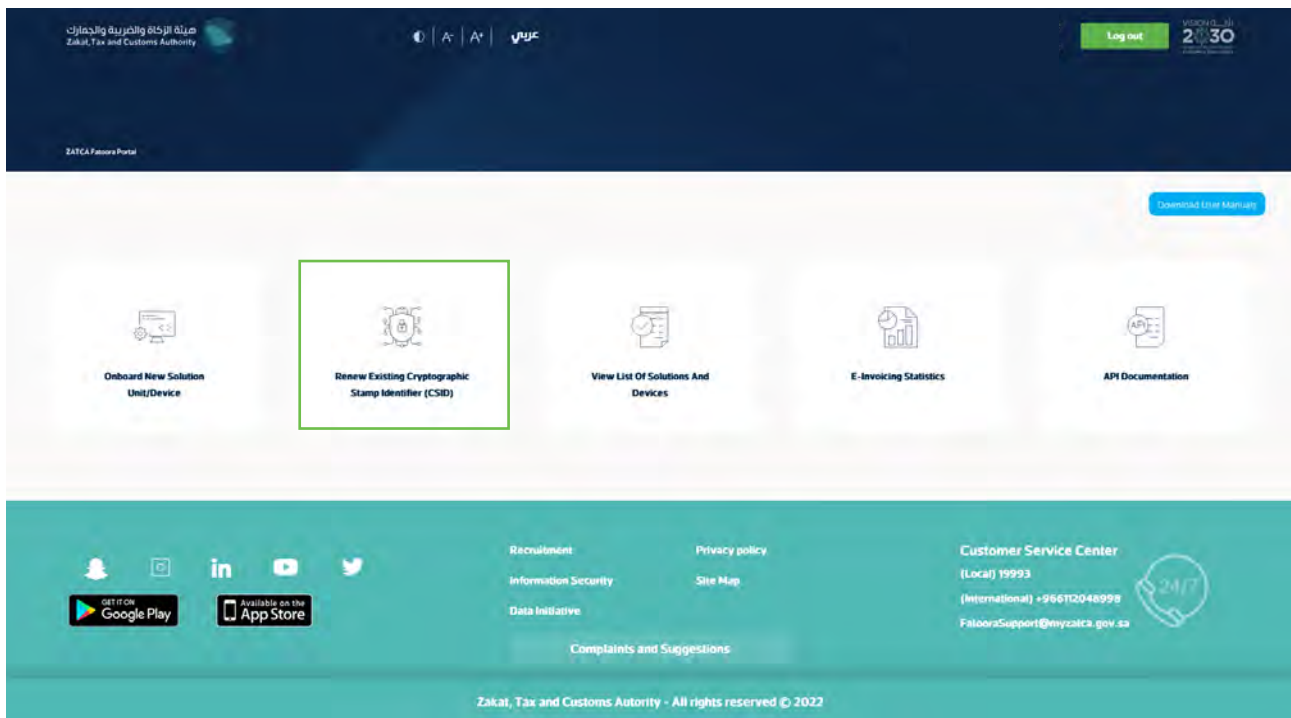 هيئة الزكاة والضريبة والجمارك
Zakat, Tax and Customs Authority
A- | A+ | عربي
Log out
2030
ZATCA Fatoora Portal
Download User Manuals
Onboard New Solution
Unit/Device
Renew Existing Cryptographic
Stamp Identifier (CSID)
View List Of Solutions And
Devices
E-Invoicing Statistics
API
API Documentation
in
GET IT ON
Google Play
Available on the
App Store
Recruitment
Privacy policy
Information Security
Site Map
Data Initiative
Complaints and Suggestions
Customer Service Center
(Local) 19993
(International) +966112048998
FatooraSupport@myzatca.gov.sa
24/7
Zakat, Tax and Customs Autority - All rights reserved © 2022